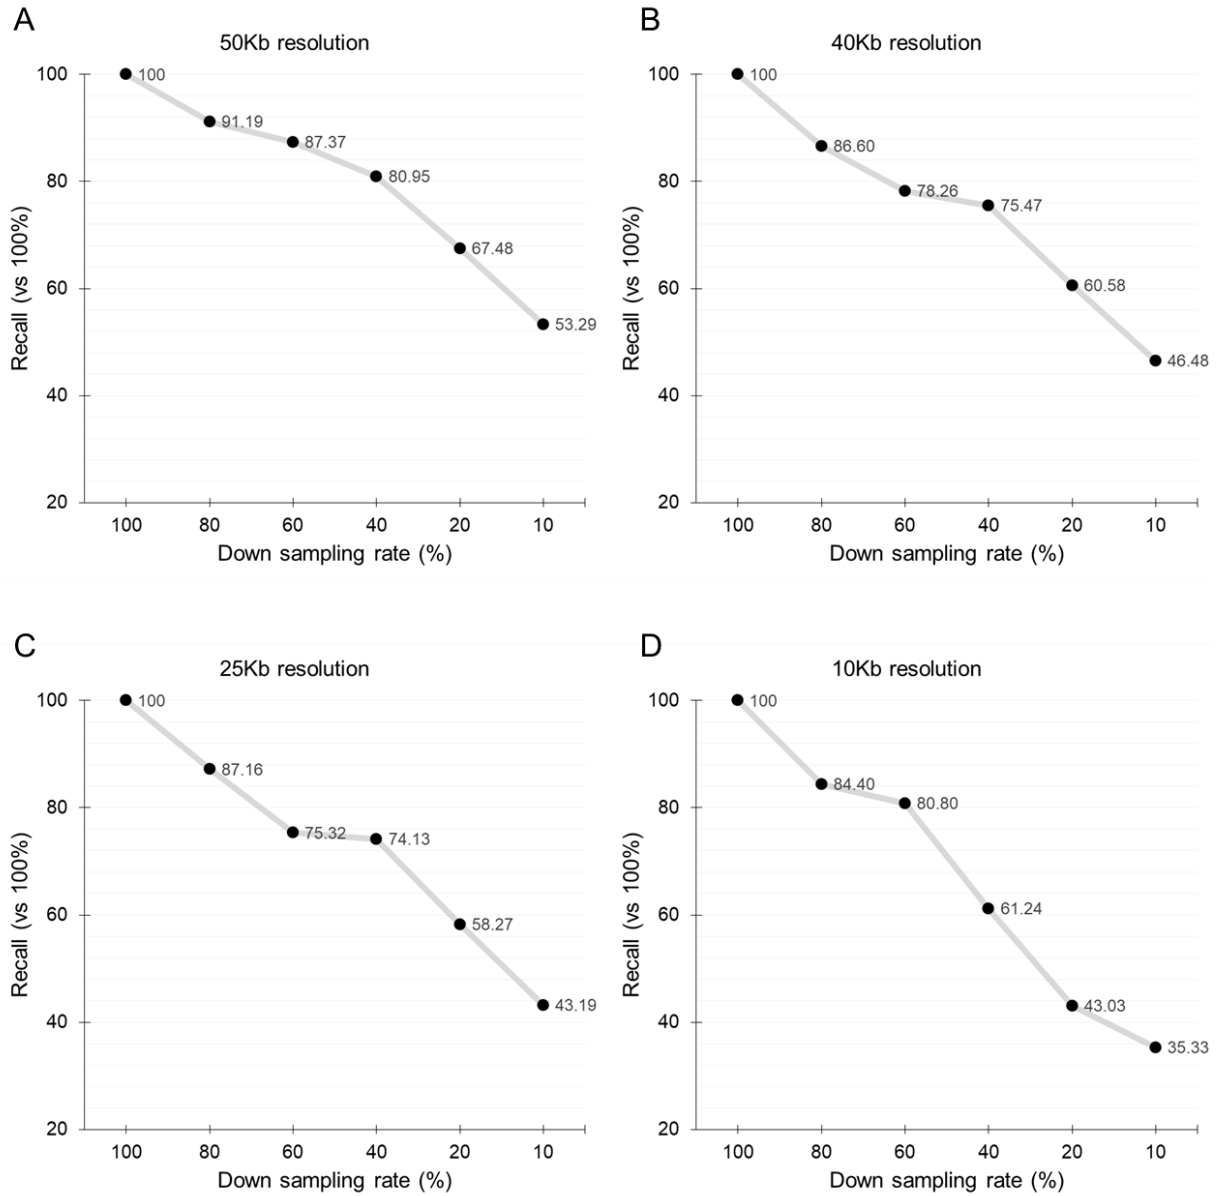 A
50Kb resolution
Recall (vs 100%)
100
80
60
40
20
100
91.19
87.37
80.95
67.48
53.29
100 80 60 40 20 10
Down sampling rate (%)
B
40Kb resolution
Recall (vs 100%)
100
80
60
40
20
100
86.60
78.26
75.47
60.58
46.48
100 80 60 40 20 10
Down sampling rate (%)
C
25Kb resolution
Recall (vs 100%)
100
80
60
40
20
100
87.16
75.32
74.13
58.27
43.19
100 80 60 40 20 10
Down sampling rate (%)
D
10Kb resolution
Recall (vs 100%)
100
80
60
40
20
100
84.40
80.80
61.24
43.03
35.33
100 80 60 40 20 10
Down sampling rate (%)